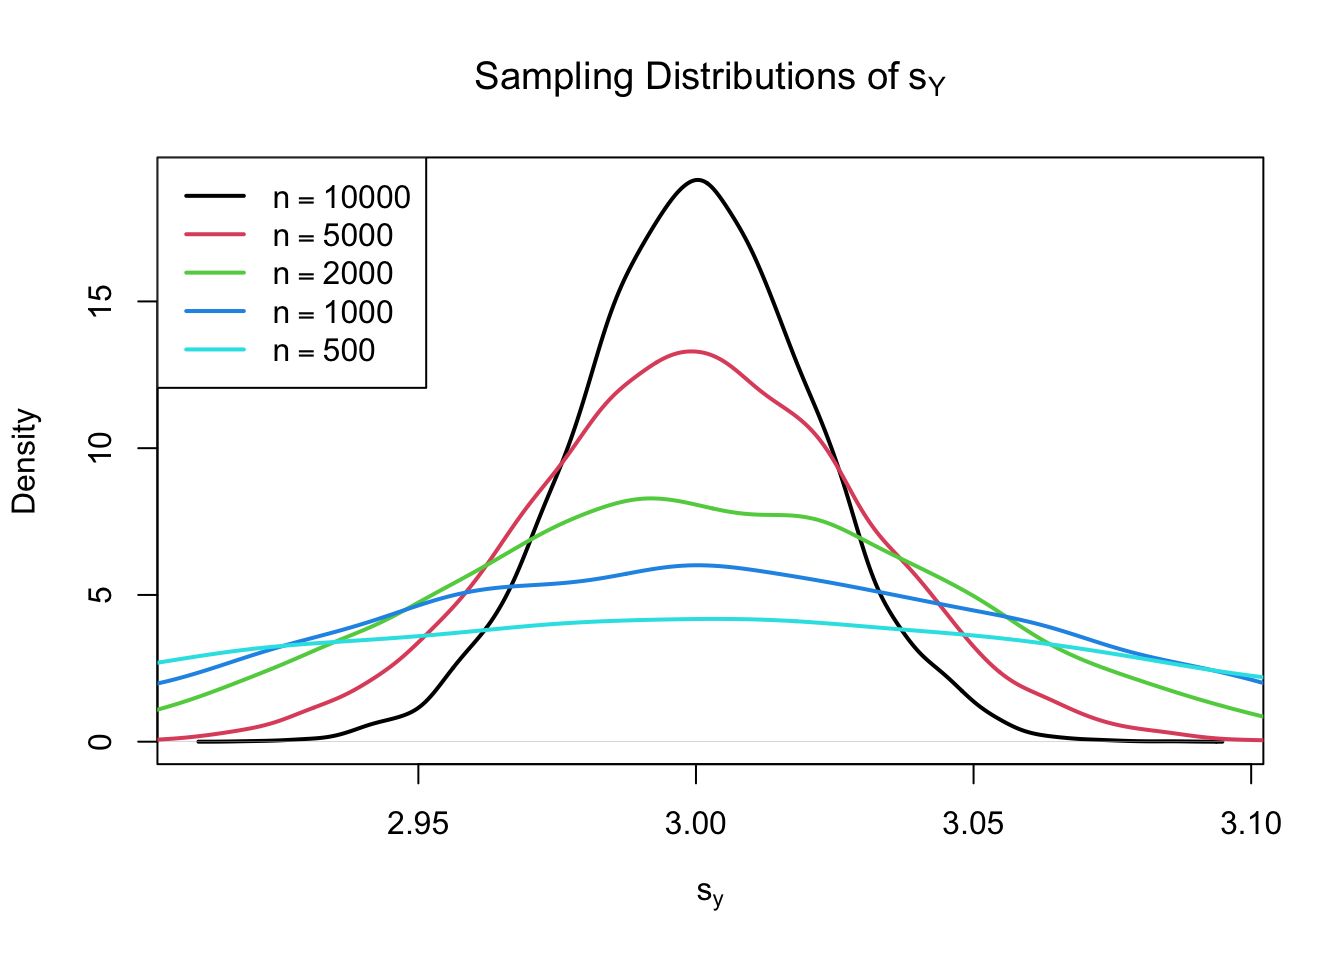 Sampling Distributions of sY
n = 10000
n = 5000
n = 2000
n = 1000
n = 500
Density
15
10
5
0
2.95 3.00 3.05 3.10
sy